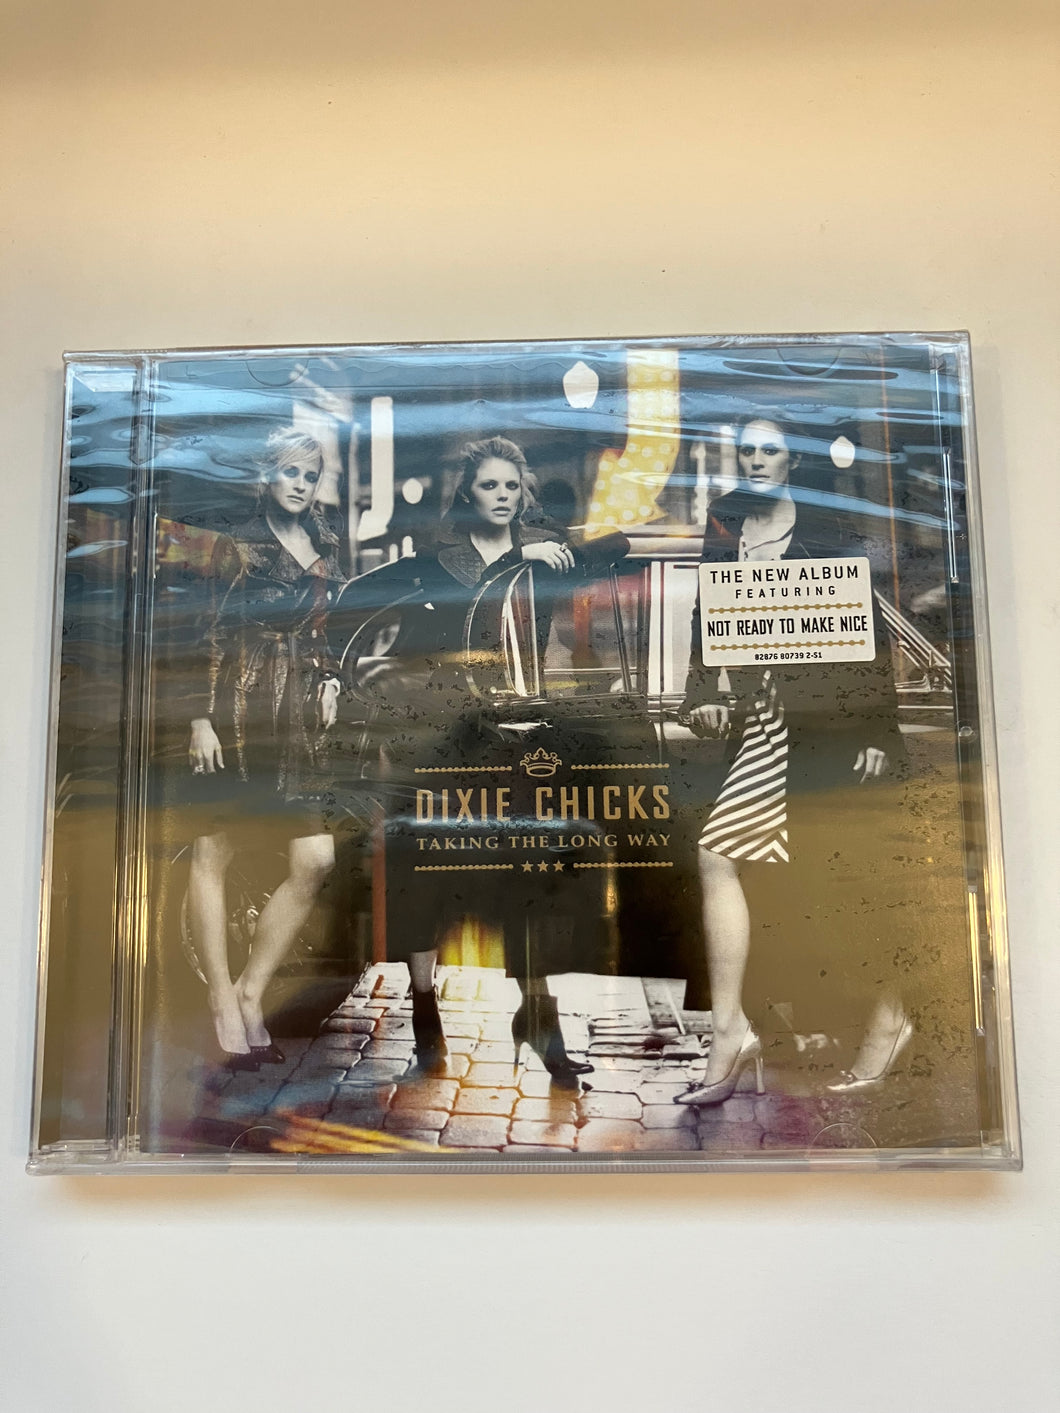 THE NEW ALBUM
FEATURING
NOT READY TO MAKE NICE
82876 80739 2-S1
DIXIE CHICKS
TAKING THE LONG WAY